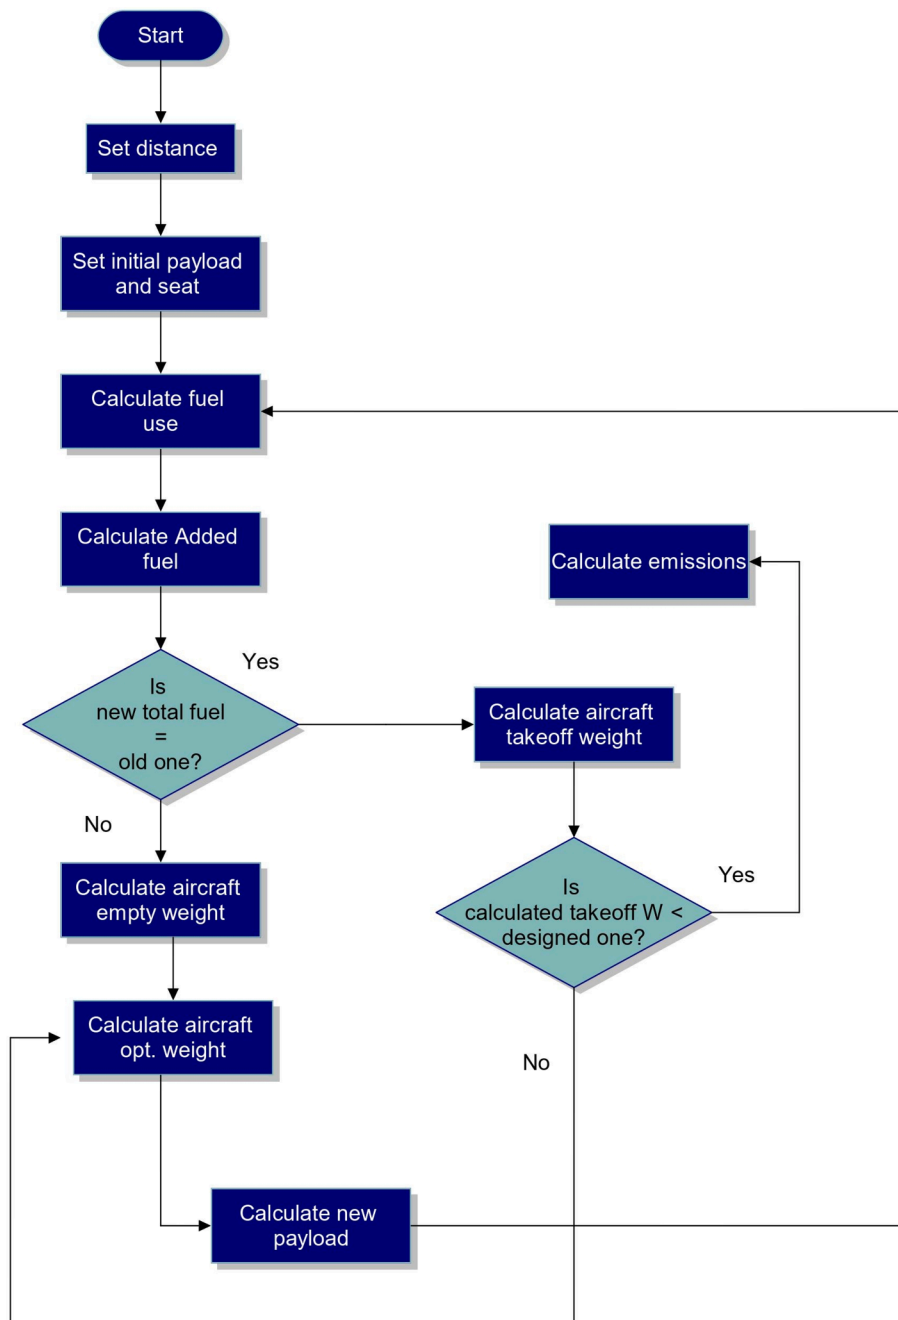 Start
Set distance
Set initial payload
and seat
Calculate fuel
use
Calculate Added
fuel
Calculate emissions
Yes
Is
new total fuel
=
old one?
Calculate aircraft
takeoff weight
No
Calculate aircraft
empty weight
Is
calculated takeoff W <
designed one?
Yes
Calculate aircraft
opt. weight
No
Calculate new
payload